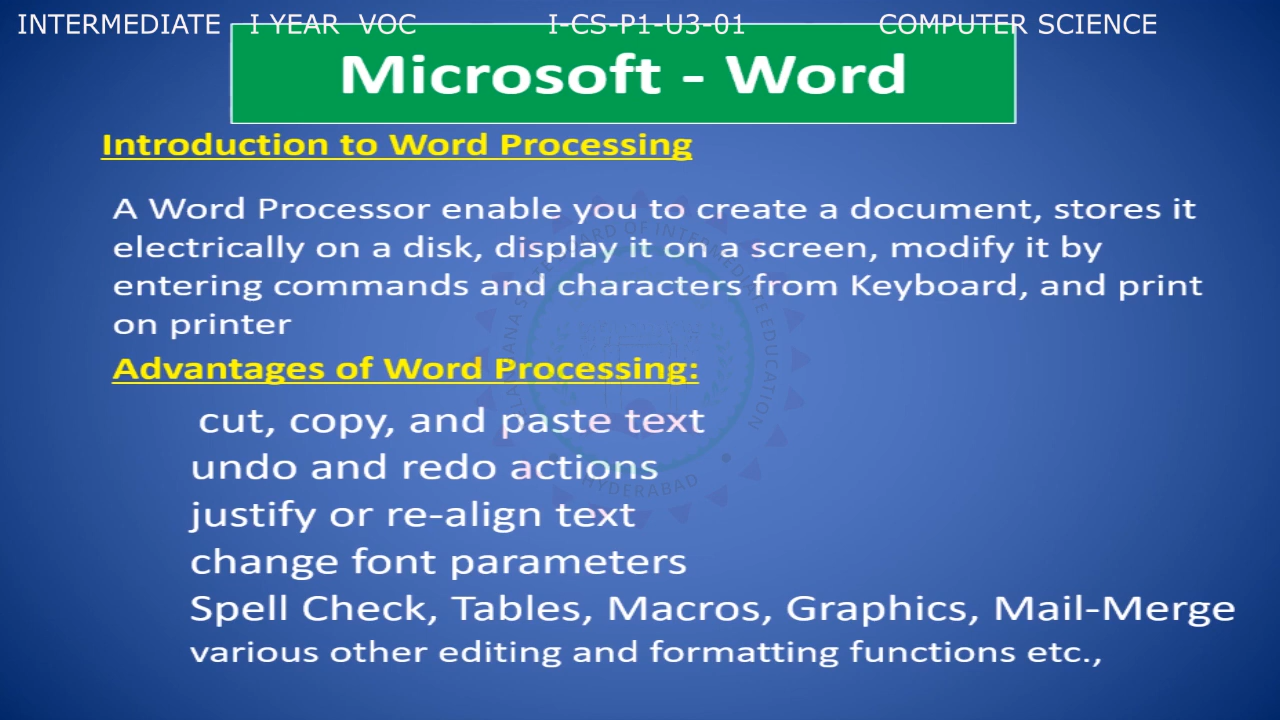 INTERMEDIATE I YEAR VOC I-CS-P1-U3-01 COMPUTER SCIENCE
Microsoft - Word
Introduction to Word Processing
A Word Processor enable you to create a document, stores it
electrically on a disk, display it on a screen, modify it by
entering commands and characters from Keyboard, and print
on printer
Advantages of Word Processing:
cut, copy, and paste text
undo and redo actions
justify or re-align text
change font parameters
Spell Check, Tables, Macros, Graphics, Mail-Merge
various other editing and formatting functions etc.,
HYDERABAD